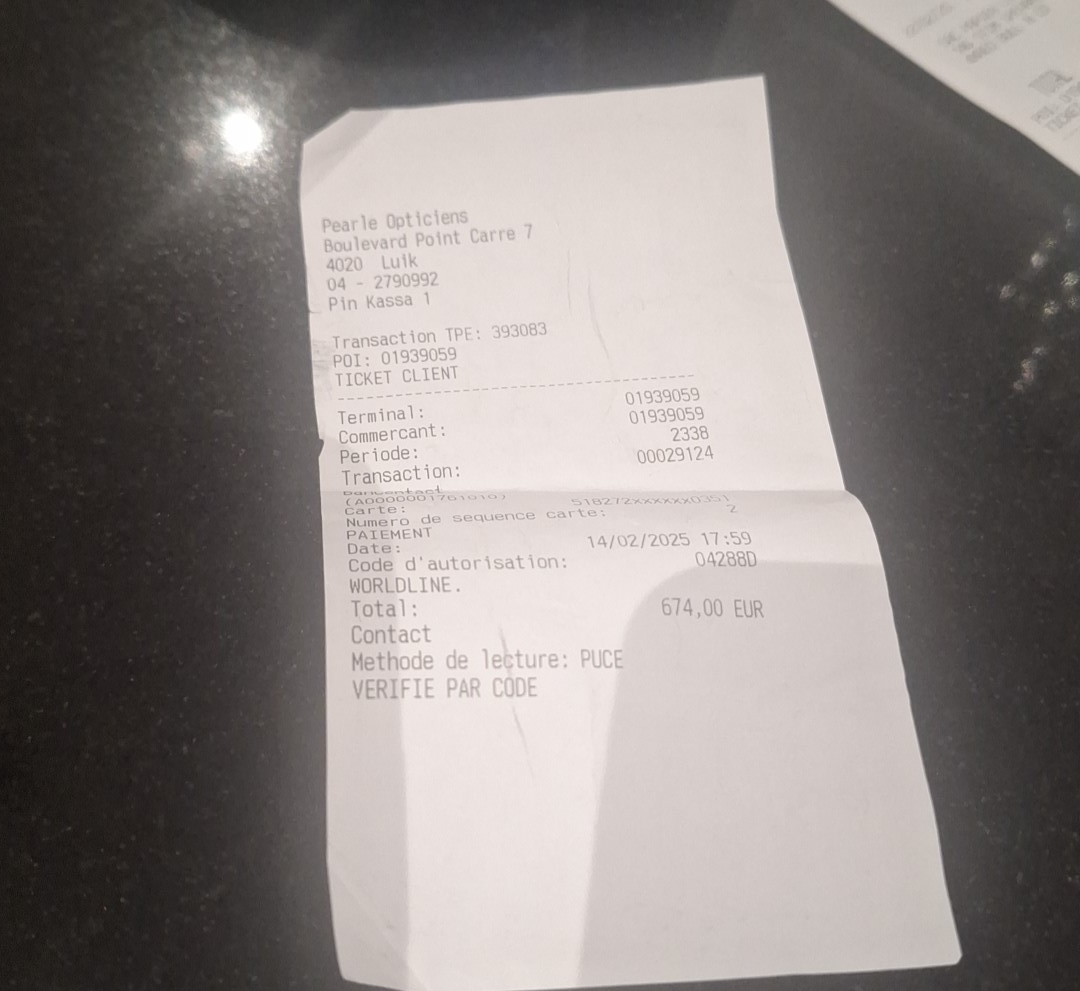 Pearle Opticiens
Boulevard Point Carre 7
4020 Luik
04 - 2790992
Pin Kassa 1
Transaction TPE: 393083
POI: 01939059
TICKET CLIENT
Terminal: 01939059
Commercant: 01939059
Periode: 2338
Transaction: 00029124
Bancontact
(A0000001761010)
Carte: 518272xxxxxx0351
Numero de sequence carte: 2
PAIEMENT
Date: 14/02/2025 17:59
Code d'autorisation: 04288D
WORLDLINE.
Total: 674,00 EUR
Contact
Methode de lecture: PUCE
VERIFIE PAR CODE